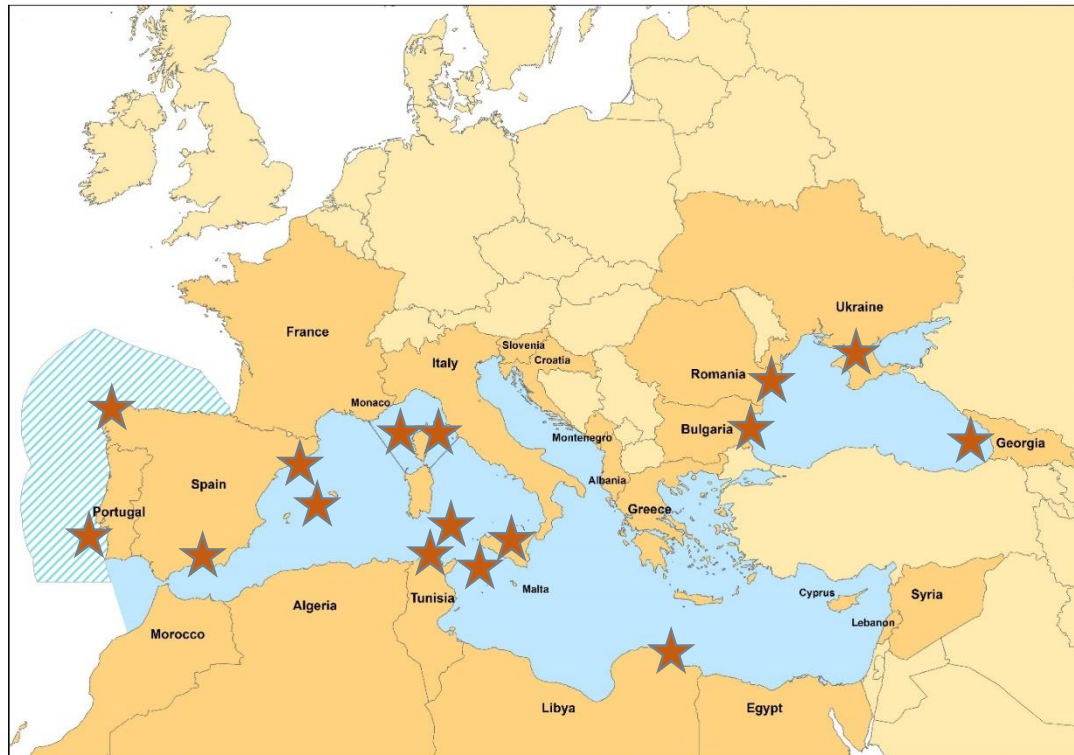 Ukraine
France
Slovenia
Italy
Croatia
Romania
Monaco
Bulgaria
Montenegro
Georgia
Spain
Albania
Portugal
Greece
Malta
Cyprus
Syria
Tunisia
Algeria
Lebanon
Morocco
Libya
Egypt